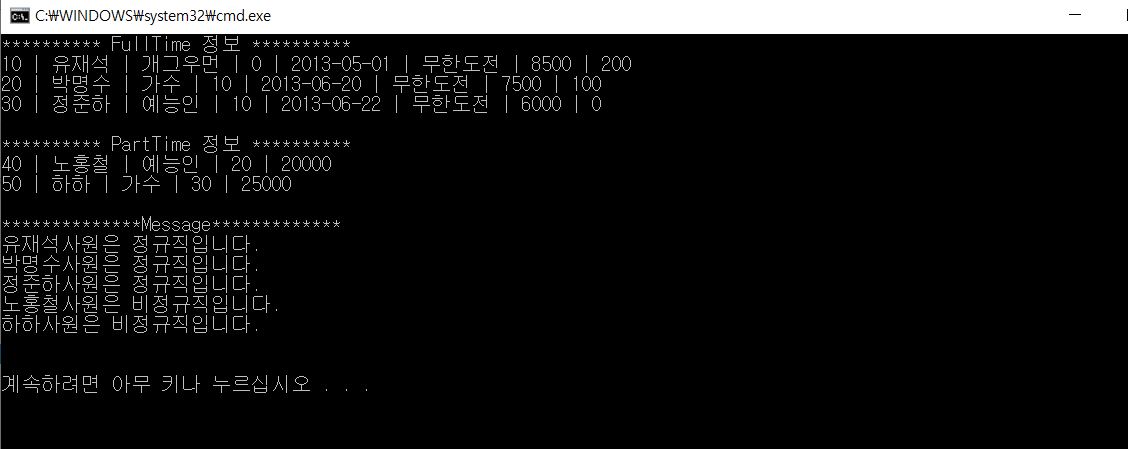 C:\WINDOWS\system32\cmd.exe
********** FullTime 정보 **********
10 | 유재석 | 개그우먼 | 0 | 2013-05-01 | 무한도전 | 8500 | 200
20 | 박명수 | 가수 | 10 | 2013-06-20 | 무한도전 | 7500 | 100
30 | 정준하 | 예능인 | 10 | 2013-06-22 | 무한도전 | 6000 | 0
********** PartTime 정보 **********
40 | 노홍철 | 예능인 | 20 | 20000
50 | 하하 | 가수 | 30 | 25000
**************Message*************
유재석사원은 정규직입니다.
박명수사원은 정규직입니다.
정준하사원은 정규직입니다.
노홍철사원은 비정규직입니다.
하하사원은 비정규직입니다.
계속하려면 아무 키나 누르십시오 . . .